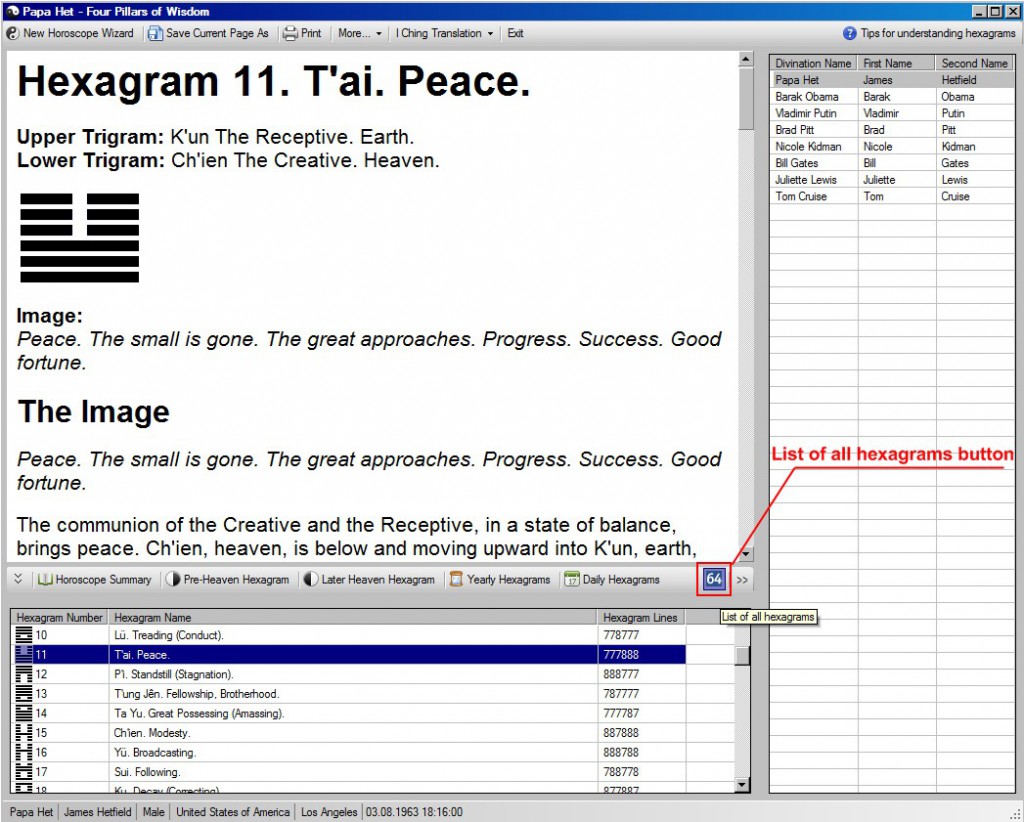 Papa Het - Four Pillars of Wisdom
New Horoscope Wizard Save Current Page As Print More... I Ching Translation Exit Tips for understanding hexagrams
Hexagram 11. T'ai. Peace.
Upper Trigram: K'un The Receptive. Earth.
Lower Trigram: Ch'ien The Creative. Heaven.
Image:
Peace. The small is gone. The great approaches. Progress. Success. Good
fortune.
The Image
Peace. The small is gone. The great approaches. Progress. Success. Good
fortune.
The communion of the Creative and the Receptive, in a state of balance,
brings peace. Ch'ien, heaven, is below and moving upward into K'un, earth,
Divination Name First Name Second Name
Papa Het James Hetfield
Barak Obama Barak Obama
Vladimir Putin Vladimir Putin
Brad Pitt Brad Pitt
Nicole Kidman Nicole Kidman
Bill Gates Bill Gates
Juliette Lewis Juliette Lewis
Tom Cruise Tom Cruise
List of all hexagrams button
Horoscope Summary Pre-Heaven Hexagram Later Heaven Hexagram Yearly Hexagrams 17 Daily Hexagrams 64 >>
List of all hexagrams
Hexagram Number Hexagram Name Hexagram Lines
10 Lü. Treading (Conduct). 778777
11 T'ai. Peace. 777888
12 P'i. Standstill (Stagnation). 888777
13 T'ung Jên. Fellowship, Brotherhood. 787777
14 Ta Yu. Great Possessing (Amassing). 777787
15 Ch'ien. Modesty. 887888
16 Yü. Broadcasting. 888788
17 Sui. Following. 788778
18 Ku. Decay (Correcting) 877887
Papa Het James Hetfield Male United States of America Los Angeles 03.08.1963 18:16:00